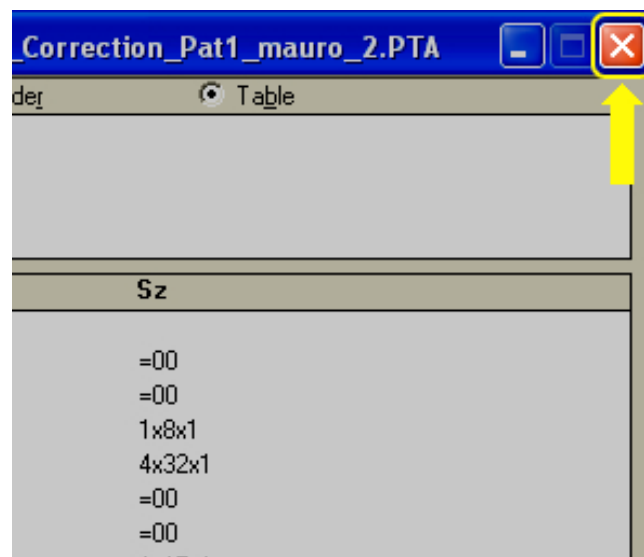 _Correction_Pat1_mauro_2.PTA
der Table
Sz
=00
=00
1x8x1
4x32x1
=00
=00